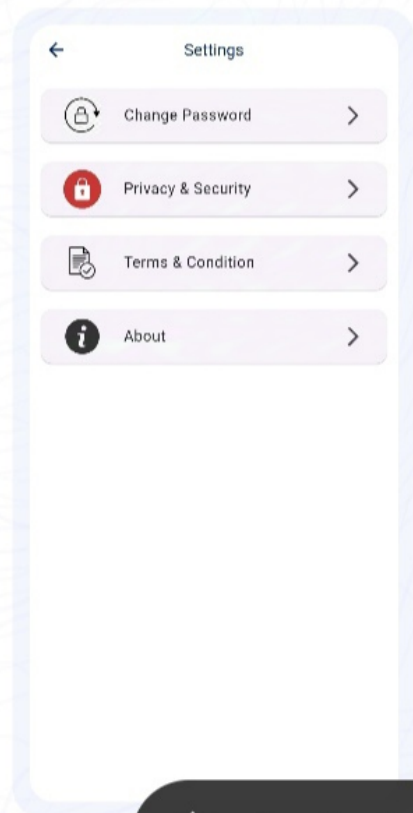 Settings
Change Password
Privacy & Security
Terms & Condition
About